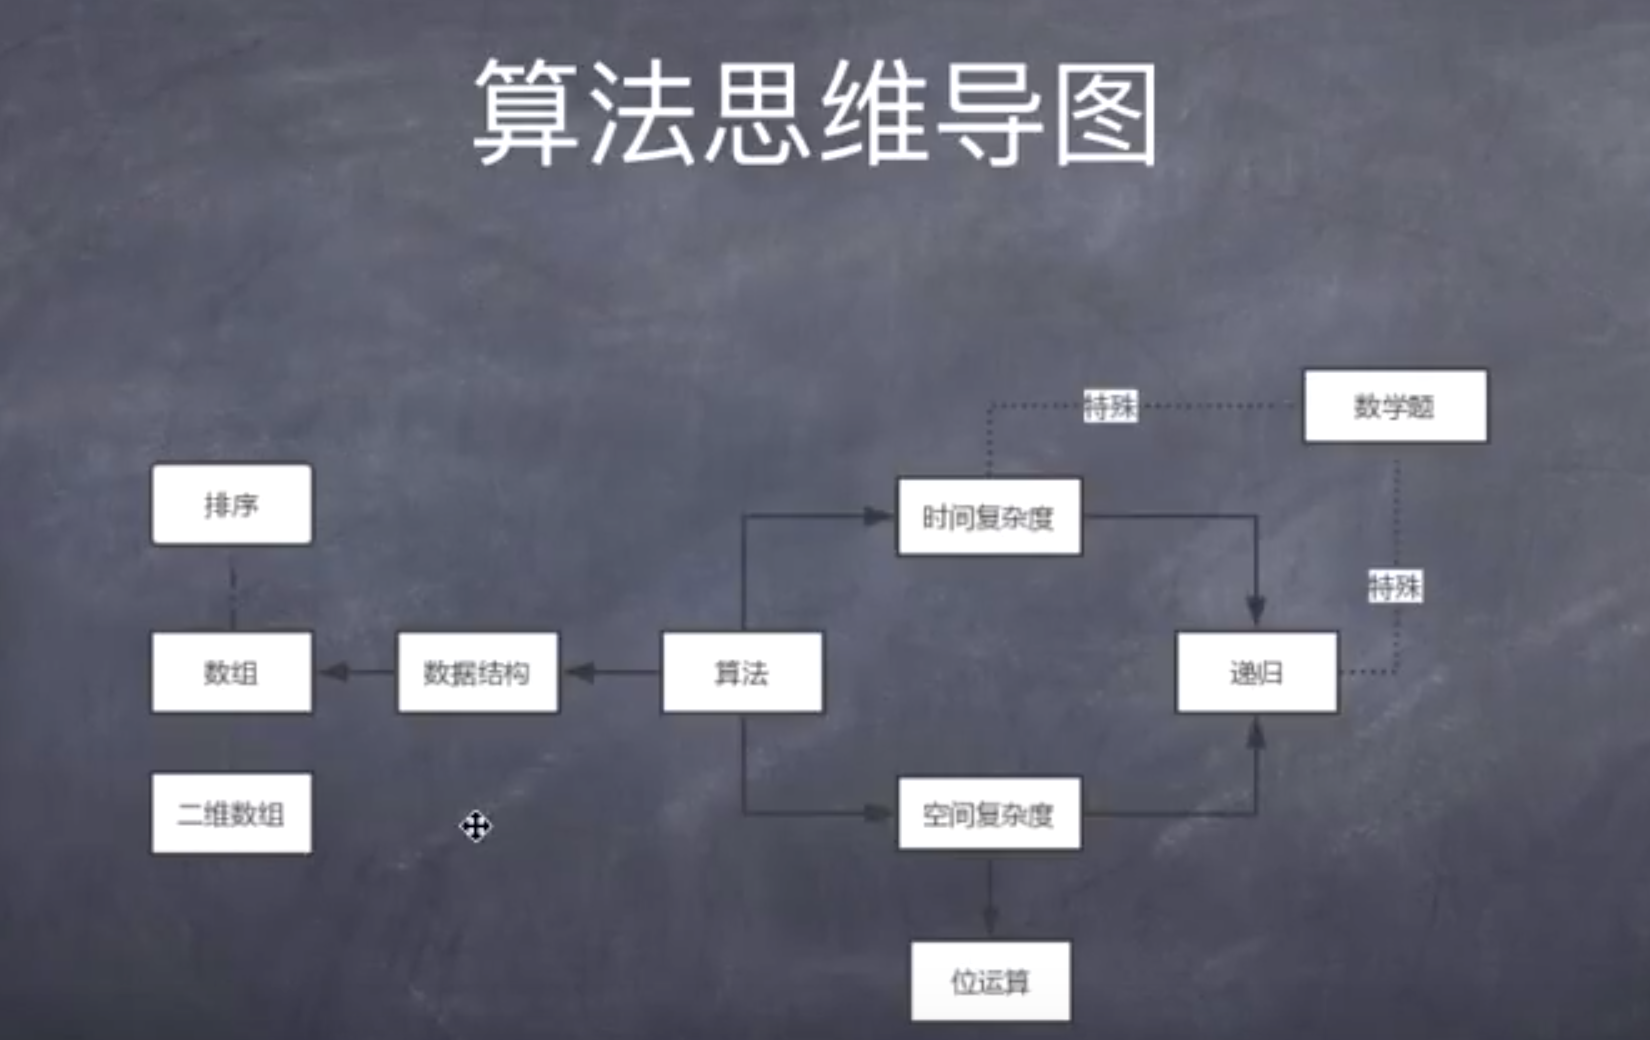 算法思维导图
数学题
特殊
排序
时间复杂度
特殊
数组
数据结构
算法
递归
二维数组
空间复杂度
位运算